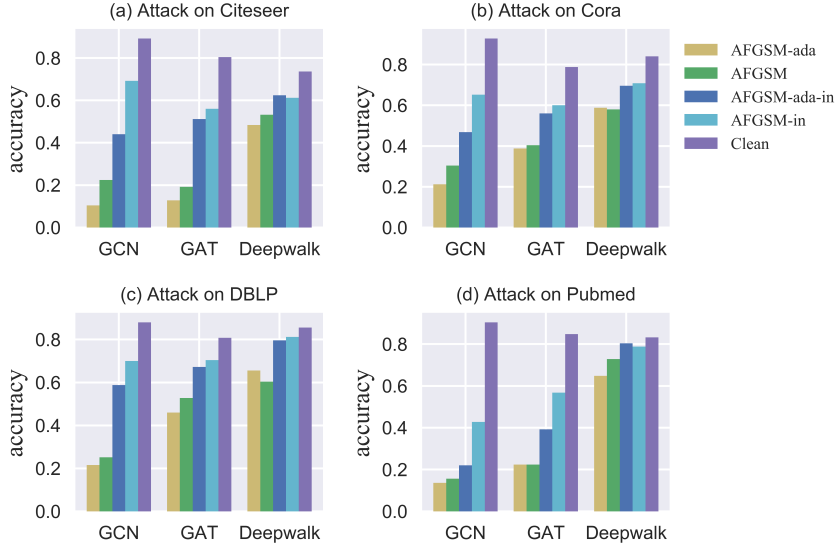 (a) Attack on Citeseer
accuracy
0.8
0.6
0.4
0.2
0.0
GCN GAT Deepwalk
(b) Attack on Cora
accuracy
0.8
0.6
0.4
0.2
0.0
GCN GAT Deepwalk
AFGSM-ada
AFGSM
AFGSM-ada-in
AFGSM-in
Clean
(c) Attack on DBLP
accuracy
0.8
0.6
0.4
0.2
0.0
GCN GAT Deepwalk
(d) Attack on Pubmed
accuracy
0.8
0.6
0.4
0.2
0.0
GCN GAT Deepwalk